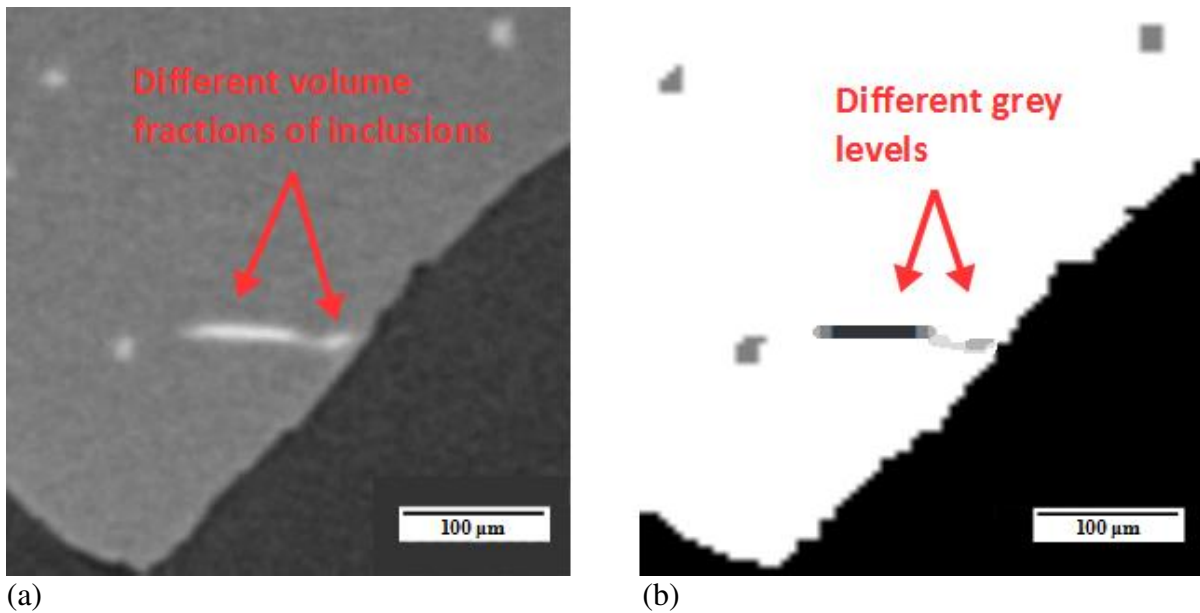 Different volume
fractions of inclusions
100 µm
(a)
Different grey
levels
100 µm
(b)